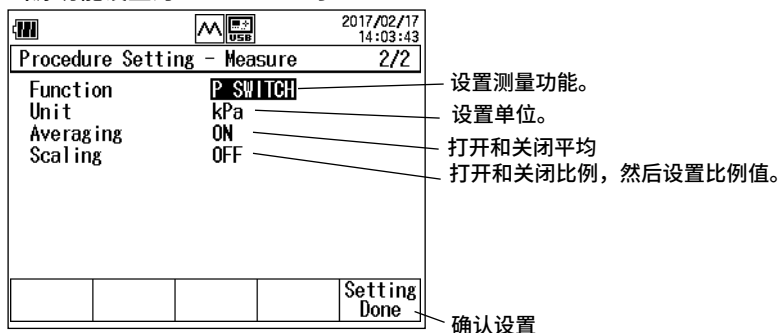 2017/02/17
USB
14:03:43
Procedure Setting - Measure 2/2
Function P SWITCH 设置测量功能。
Unit kPa 设置单位。
Averaging ON 打开和关闭平均
Scaling OFF 打开和关闭比例，然后设置比例值。
Setting
Done
确认设置